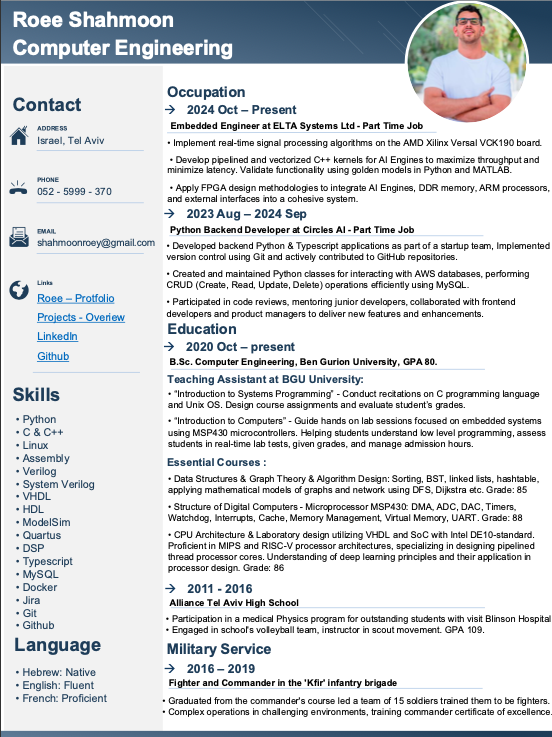 Roee Shahmoon
Computer Engineering
Contact
ADDRESS
Israel, Tel Aviv
PHONE
052 - 5999 - 370
EMAIL
shahmoonroey@gmail.com
Links
Roee – Protfolio
Projects - Overiew
LinkedIn
Github
Skills
• Python
• C & C++
• Linux
• Assembly
• Verilog
• System Verilog
• VHDL
• HDL
• ModelSim
• Quartus
• DSP
• Typescript
• MySQL
• Docker
• Jira
• Git
• Github
Language
• Hebrew: Native
• English: Fluent
• French: Proficient
Occupation
→ 2024 Oct – Present
Embedded Engineer at ELTA Systems Ltd - Part Time Job
• Implement real-time signal processing algorithms on the AMD Xilinx Versal VCK190 board.
• Develop pipelined and vectorized C++ kernels for AI Engines to maximize throughput and
minimize latency. Validate functionality using golden models in Python and MATLAB.
• Apply FPGA design methodologies to integrate AI Engines, DDR memory, ARM processors,
and external interfaces into a cohesive system.
→ 2023 Aug – 2024 Sep
Python Backend Developer at Circles AI - Part Time Job
• Developed backend Python & Typescript applications as part of a startup team, Implemented
version control using Git and actively contributed to GitHub repositories.
• Created and maintained Python classes for interacting with AWS databases, performing
CRUD (Create, Read, Update, Delete) operations efficiently using MySQL.
• Participated in code reviews, mentoring junior developers, collaborated with frontend
developers and product managers to deliver new features and enhancements.
Education
→ 2020 Oct – present
B.Sc. Computer Engineering, Ben Gurion University, GPA 80.
Teaching Assistant at BGU University:
• "Introduction to Systems Programming" - Conduct recitations on C programming language
and Unix OS. Design course assignments and evaluate student's grades.
• "Introduction to Computers" - Guide hands on lab sessions focused on embedded systems
using MSP430 microcontrollers. Helping students understand low level programming, assess
students in real-time lab tests, given grades, and manage admission hours.
Essential Courses :
• Data Structures & Graph Theory & Algorithm Design: Sorting, BST, linked lists, hashtable,
applying mathematical models of graphs and network using DFS, Dijkstra etc. Grade: 85
• Structure of Digital Computers - Microprocessor MSP430: DMA, ADC, DAC, Timers,
Watchdog, Interrupts, Cache, Memory Management, Virtual Memory, UART. Grade: 88
• CPU Architecture & Laboratory design utilizing VHDL and SoC with Intel DE10-standard.
Proficient in MIPS and RISC-V processor architectures, specializing in designing pipelined
thread processor cores. Understanding of deep learning principles and their application in
processor design. Grade: 86
→ 2011 - 2016
Alliance Tel Aviv High School
• Participation in a medical Physics program for outstanding students with visit Blinson Hospital
• Engaged in school's volleyball team, instructor in scout movement. GPA 109.
Military Service
→ 2016 – 2019
Fighter and Commander in the 'Kfir' infantry brigade
• Graduated from the commander's course led a team of 15 soldiers trained them to be fighters.
• Complex operations in challenging environments, training commander certificate of excellence.